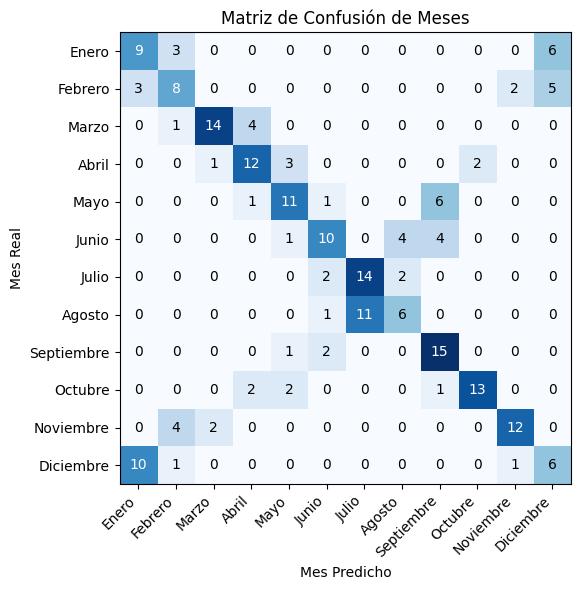 Matriz de Confusión de Meses
Mes Real
Enero 9 3 0 0 0 0 0 0 0 0 0 6
Febrero 3 8 0 0 0 0 0 0 0 0 2 5
Marzo 0 1 14 4 0 0 0 0 0 0 0 0
Abril 0 0 1 12 3 0 0 0 0 2 0 0
Mayo 0 0 0 1 11 1 0 0 6 0 0 0
Junio 0 0 0 0 1 10 0 4 4 0 0 0
Julio 0 0 0 0 0 2 14 2 0 0 0 0
Agosto 0 0 0 0 0 1 11 6 0 0 0 0
Septiembre 0 0 0 0 1 2 0 0 15 0 0 0
Octubre 0 0 0 2 2 0 0 0 1 13 0 0
Noviembre 0 4 2 0 0 0 0 0 0 0 12 0
Diciembre 10 1 0 0 0 0 0 0 0 0 1 6
Enero Febrero Marzo Abril Mayo Junio Julio Agosto Septiembre Octubre Noviembre Diciembre
Mes Predicho